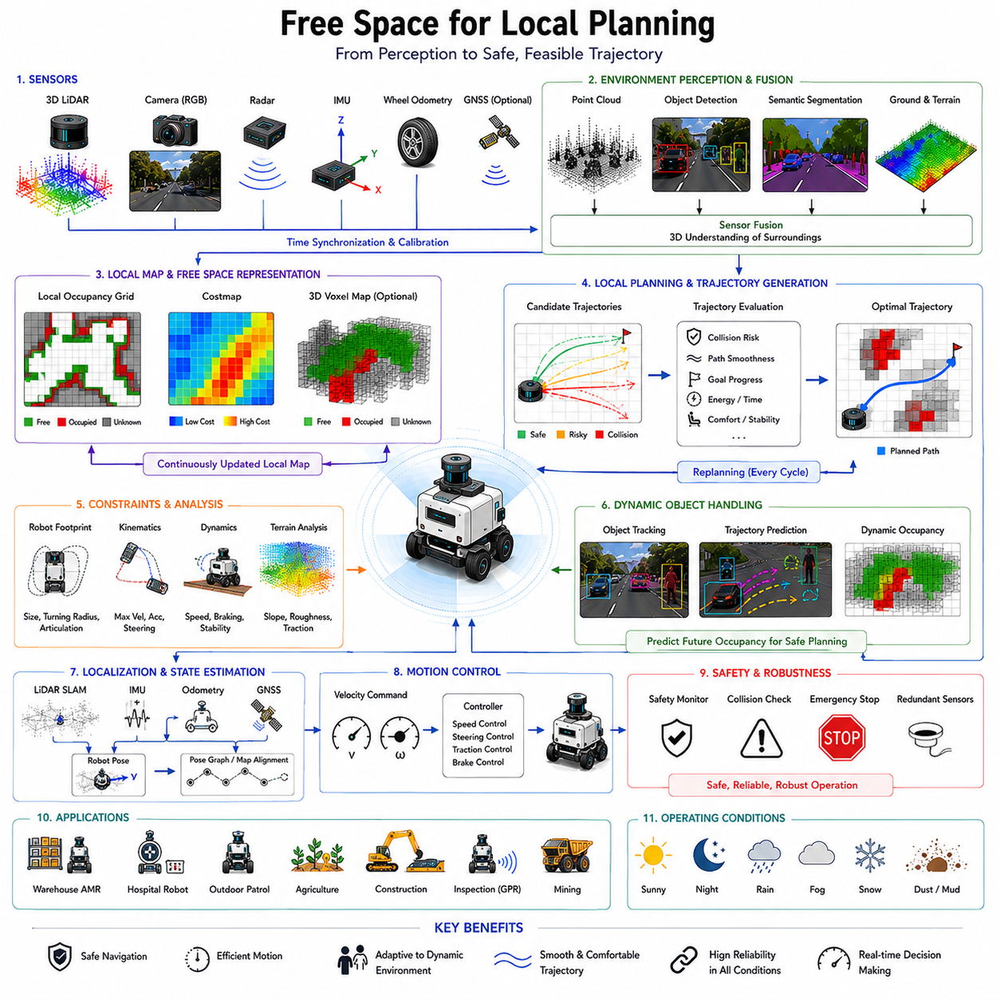 Free Space for Local Planning
From Perception to Safe, Feasible Trajectory
1. SENSORS
3D LiDAR
Camera (RGB)
Radar
IMU
Wheel Odometry
GNSS (Optional)
Z
Y
X
Time Synchronization & Calibration
2. ENVIRONMENT PERCEPTION & FUSION
Point Cloud
Object Detection
Semantic Segmentation
Ground & Terrain
Sensor Fusion
3D Understanding of Surroundings
3. LOCAL MAP & FREE SPACE REPRESENTATION
Local Occupancy Grid
Costmap
3D Voxel Map (Optional)
Free
Occupied
Unknown
Low Cost
High Cost
Free
Occupied
Unknown
Continuously Updated Local Map
4. LOCAL PLANNING & TRAJECTORY GENERATION
Candidate Trajectories
Trajectory Evaluation
Optimal Trajectory
Collision Risk
Path Smoothness
Goal Progress
Energy / Time
Comfort / Stability
...
Safe
Risky
Collision
Planned Path
Replanning (Every Cycle)
5. CONSTRAINTS & ANALYSIS
Robot Footprint
Kinematics
Dynamics
Terrain Analysis
Size, Turning Radius,
Articulation
Max Vel, Acc,
Steering
Speed, Braking,
Stability
Slope, Roughness,
Traction
6. DYNAMIC OBJECT HANDLING
Object Tracking
Trajectory Prediction
Dynamic Occupancy
Predict Future Occupancy for Safe Planning
7. LOCALIZATION & STATE ESTIMATION
LiDAR SLAM
IMU
Odometry
GNSS
Robot Pose
Pose Graph / Map Alignment
8. MOTION CONTROL
Velocity Command
v
ω
Controller
Speed Control
Steering Control
Traction Control
Brake Control
9. SAFETY & ROBUSTNESS
Safety Monitor
Collision Check
Emergency Stop
Redundant Sensors
STOP
Safe, Reliable, Robust Operation
10. APPLICATIONS
Warehouse AMR
Hospital Robot
Outdoor Patrol
Agriculture
Construction
Inspection (GPR)
Mining
11. OPERATING CONDITIONS
Sunny
Night
Rain
Fog
Snow
Dust / Mud
KEY BENEFITS
Safe Navigation
Efficient Motion
Adaptive to Dynamic
Environment
Smooth & Comfortable
Trajectory
Hign Reliability
in All Conditions
Real-time Decision
Making